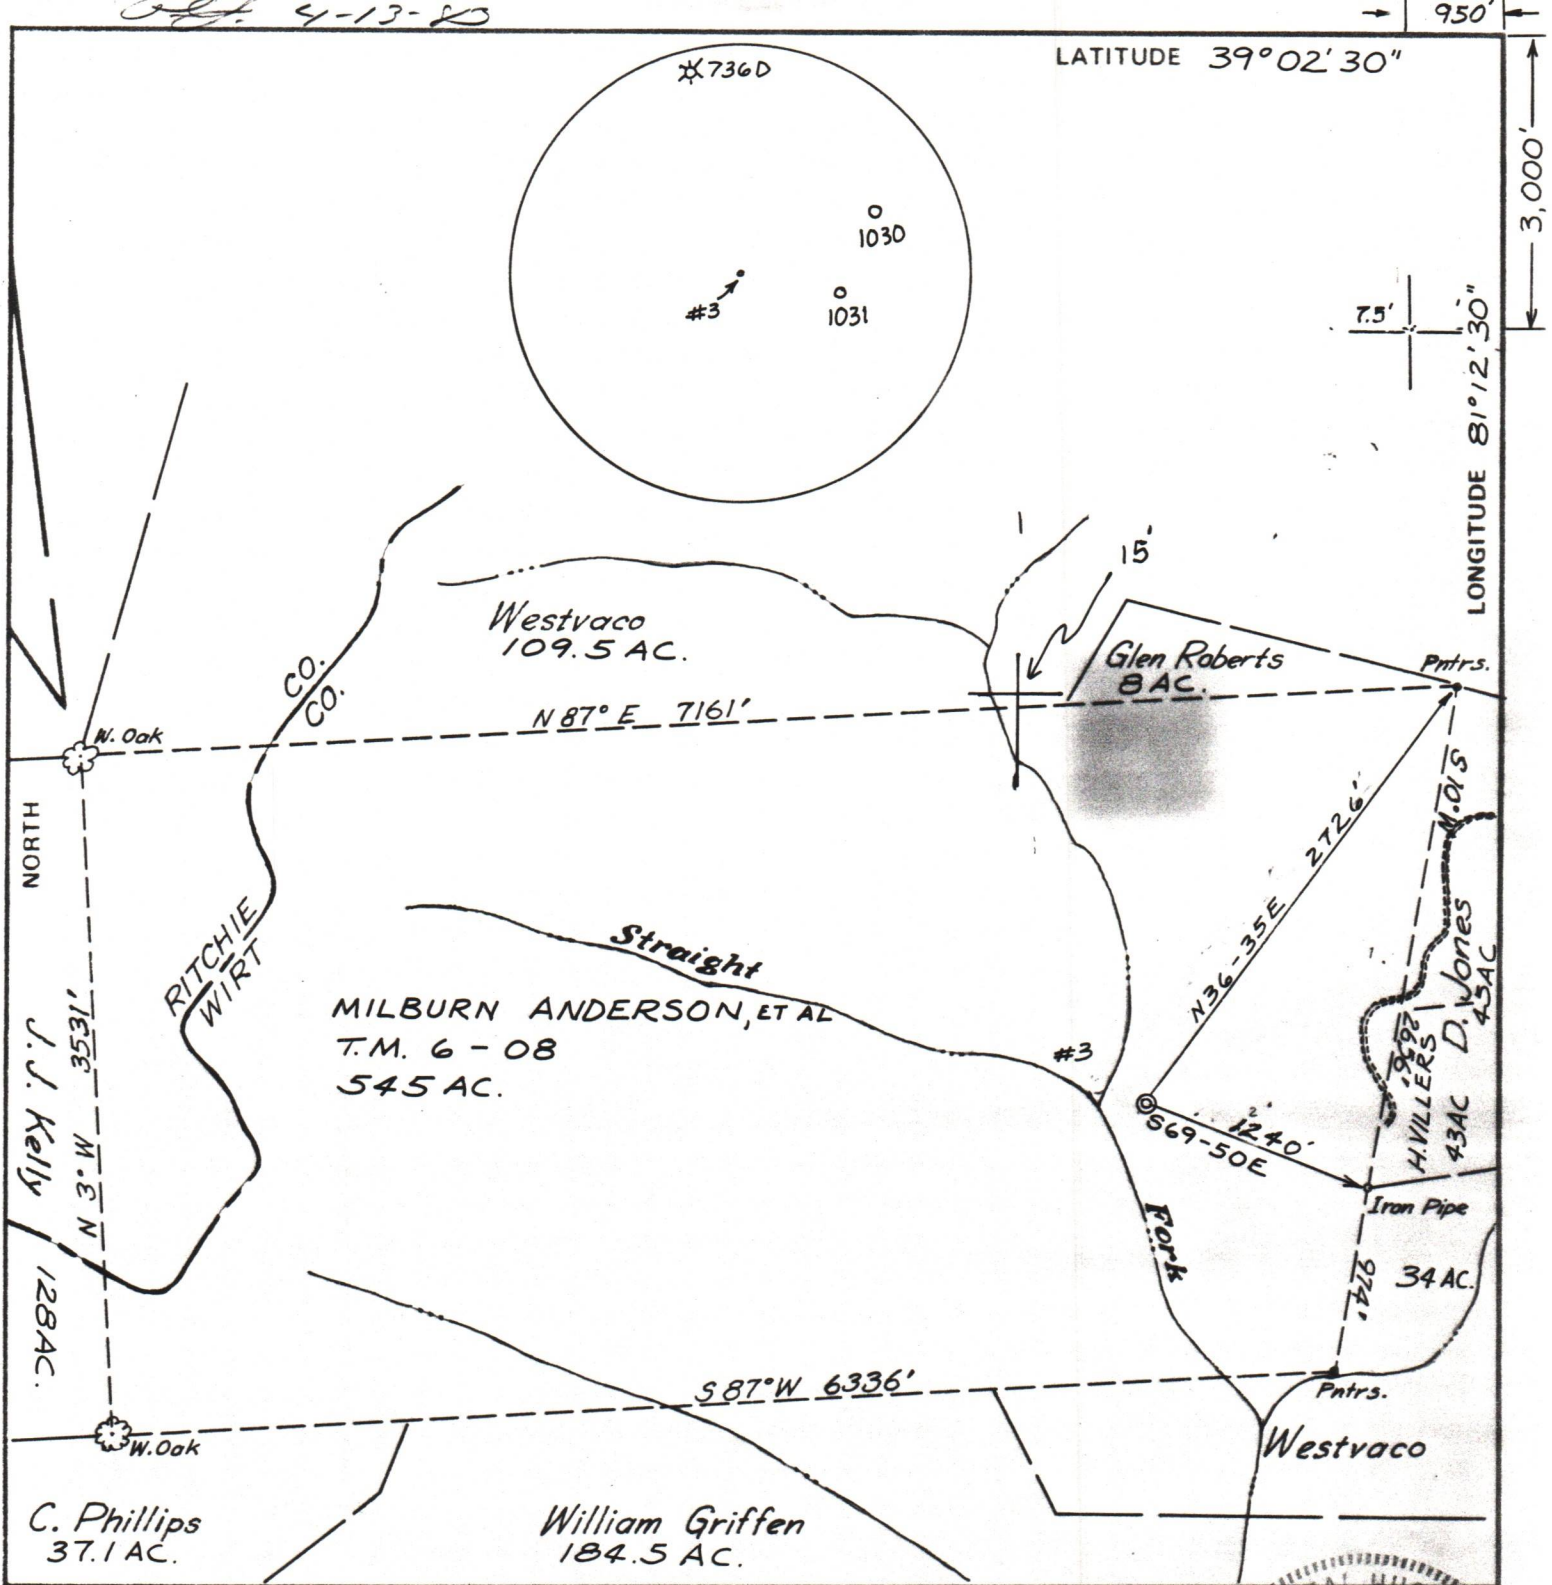 4-13-83
950'
LATITUDE 39°02'30"
3,000'
736D
1030
1031
#3
7.5'
LONGITUDE 81°12'30"
15'
Westvaco
109.5 AC.
Glen Roberts
8 AC.
Pntrs.
CO.
CO.
N 87° E 7161'
W. Oak
NORTH
S10°W.
2726'
N36-35E
RITCHIE
WIRT
Straight
MILBURN ANDERSON, ET AL
T.M. 6-08
545 AC.
#3
D. Jones
45AC
2656'
H.VILLERS
43AC
J.J. Kelly 128AC.
N 3° W 3531'
1240'
S69-50E
Iron Pipe
Fork
974'
34 AC.
S 87° W 6336'
Pntrs.
W. Oak
Westvaco
C. Phillips
37.1 AC.
William Griffen
184.5 AC.